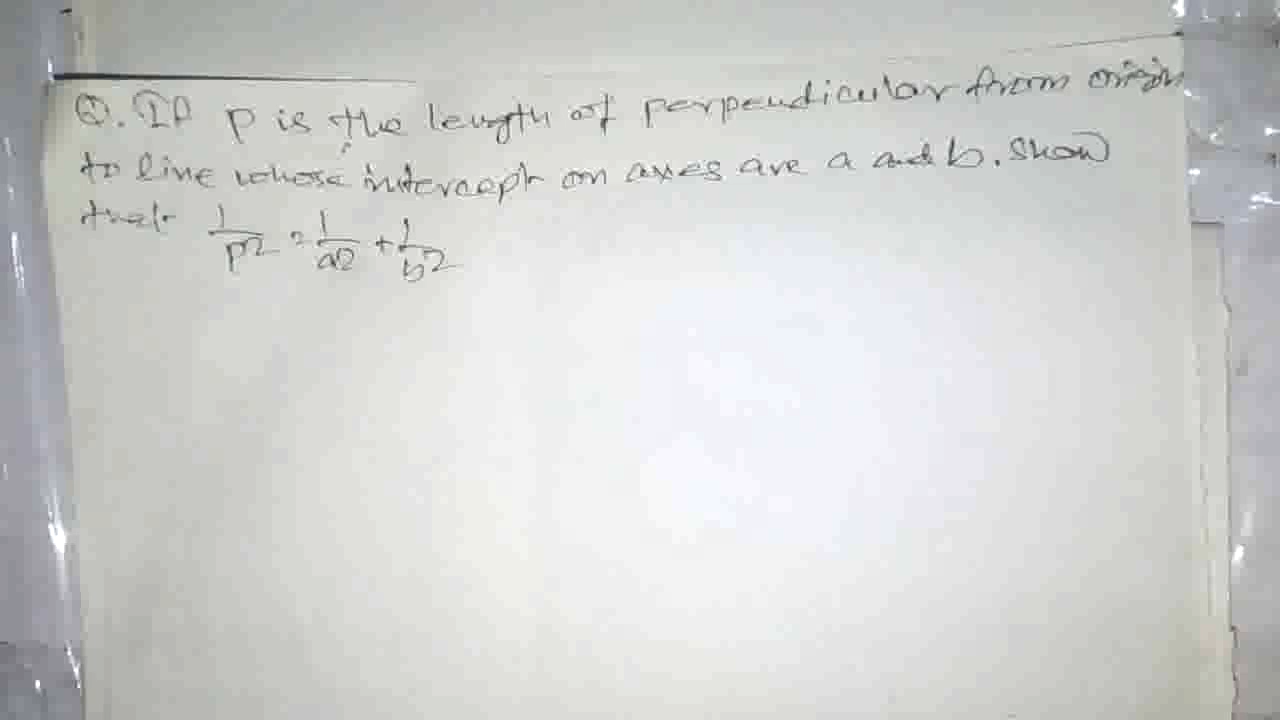 Q. If p is the length of perpendicular from origin
to line whose intercept on axes are a and b. show
that 1/p2 = 1/a2 + 1/b2